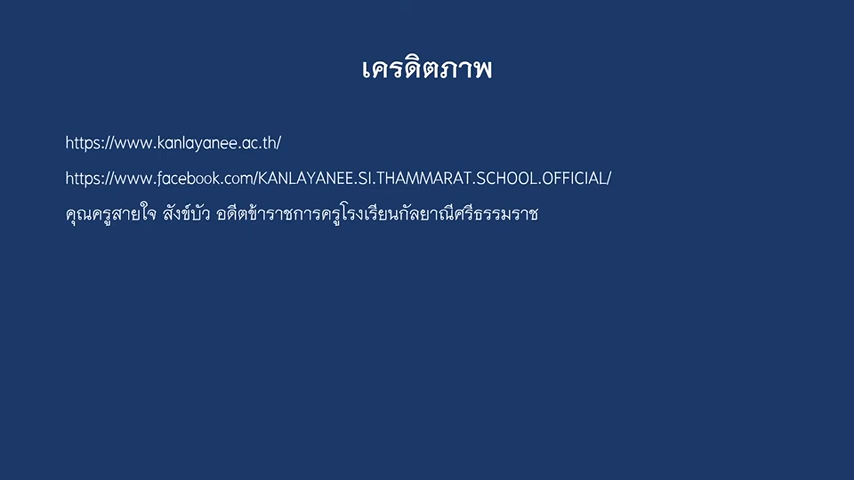 เครดิตภาพ
https://www.kanlayanee.ac.th/
https://www.facebook.com/KANLAYANEE.SI.THAMMARAT.SCHOOL.OFFICIAL/
คุณครูสายใจ สังข์บัว อดีตข้าราชการครูโรงเรียนกัลยาณีศรีธรรมราช